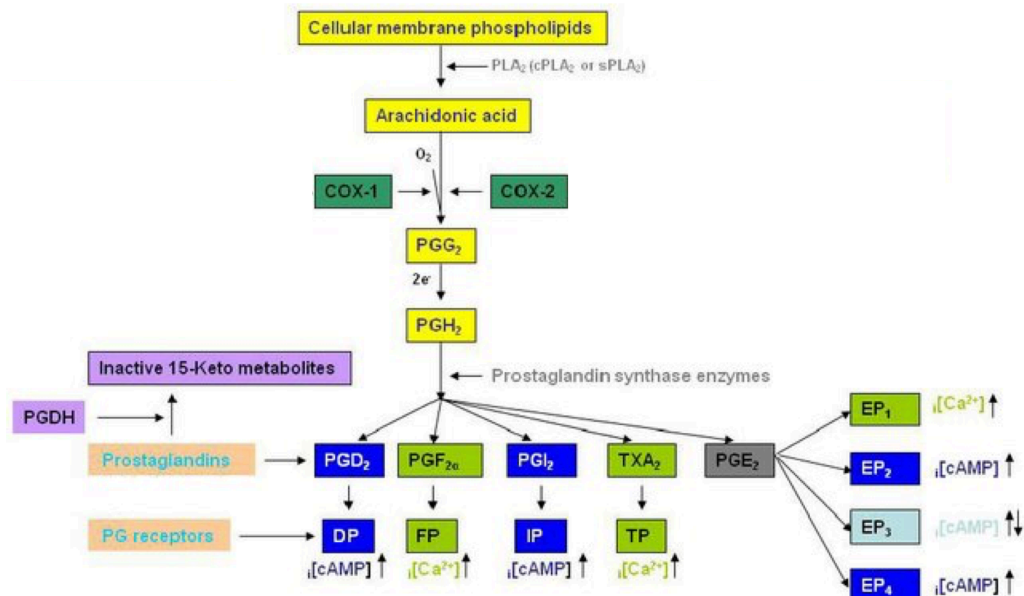 Cellular membrane phospholipids
PLA₂ (cPLA₂ or sPLA₂)
Arachidonic acid
O₂
COX-1
COX-2
PGG₂
2e⁻
PGH₂
Inactive 15-Keto metabolites
Prostaglandin synthase enzymes
PGDH
Prostaglandins
PGD₂
PGF₂α
PGI₂
TXA₂
PGE₂
PG receptors
DP
FP
IP
TP
i[cAMP]
i[Ca²⁺]
i[cAMP]
i[Ca²⁺]
EP₁
i[Ca²⁺]
EP₂
i[cAMP]
EP₃
i[cAMP]
EP₄
i[cAMP]